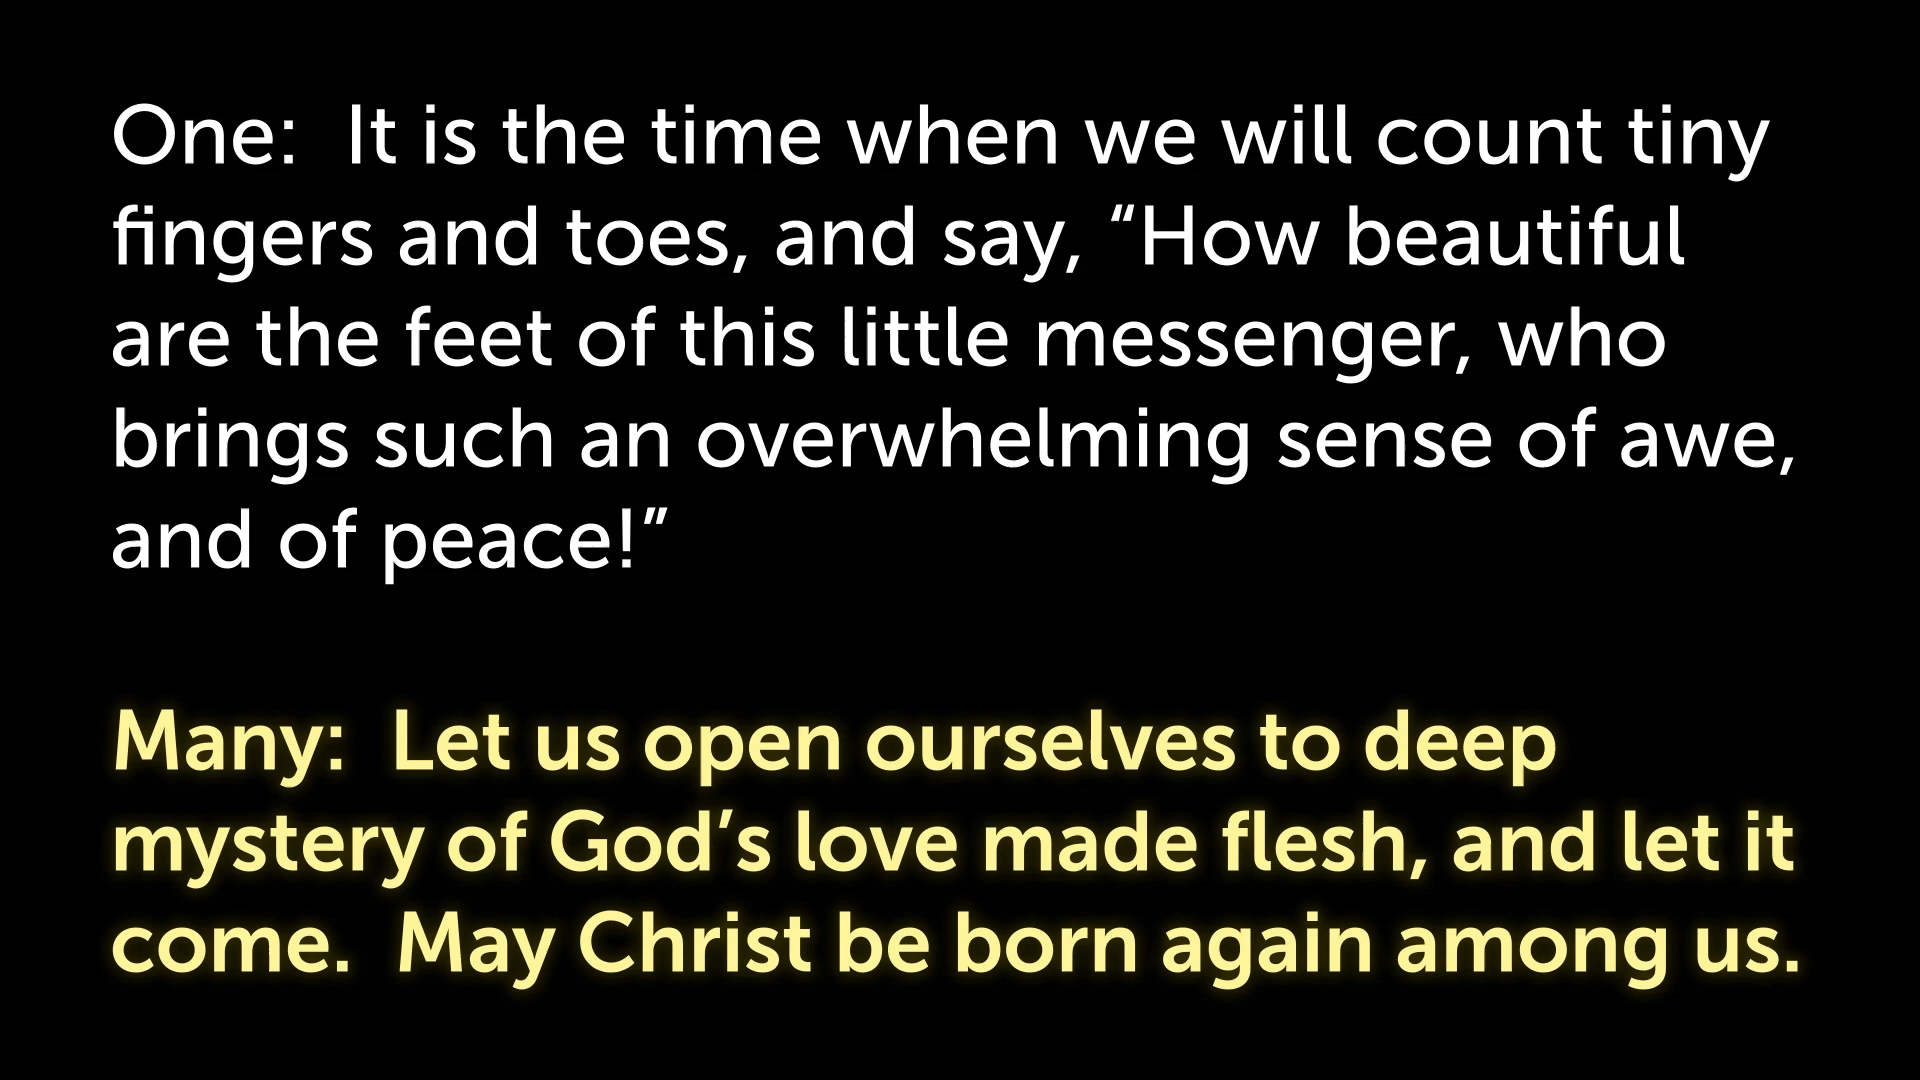 One:  It is the time when we will count tiny
fingers and toes, and say, “How beautiful
are the feet of this little messenger, who
brings such an overwhelming sense of awe,
and of peace!”
Many:  Let us open ourselves to deep
mystery of God’s love made flesh, and let it
come.  May Christ be born again among us.